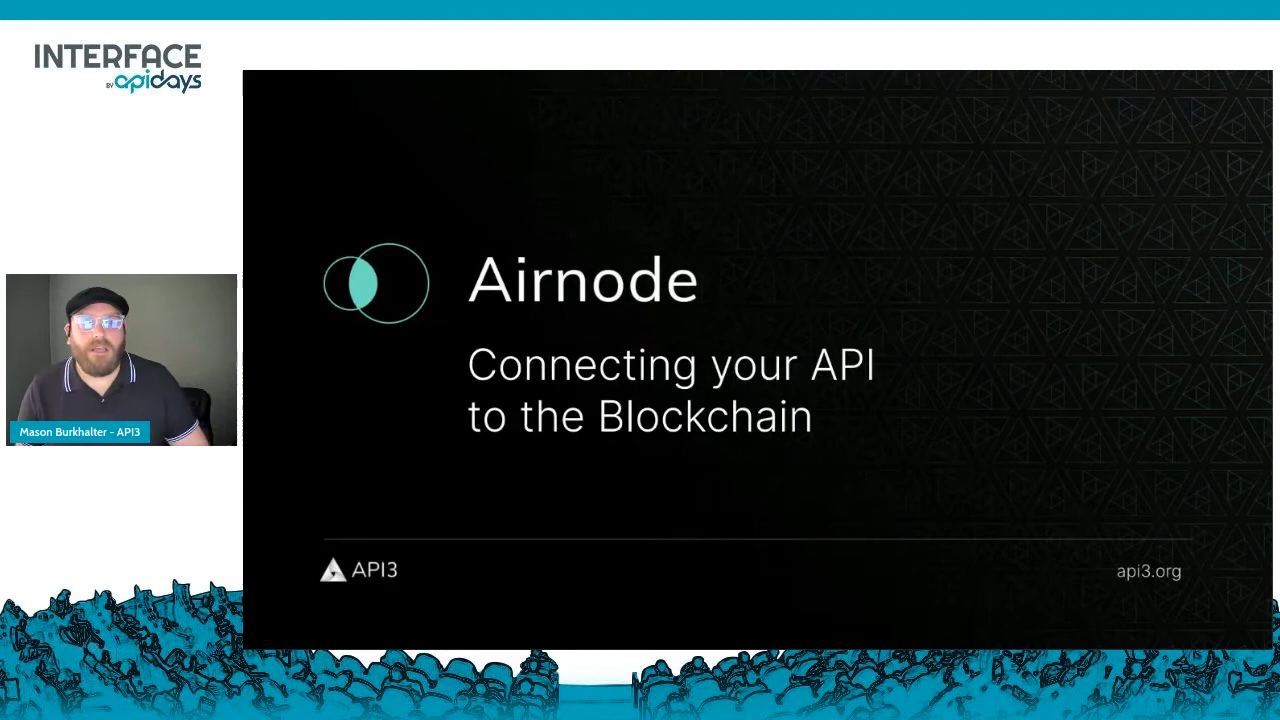 INTERFACE
BY apidays
Airnode
Connecting your API
to the Blockchain
Mason Burkhalter - API3
API3
api3.org